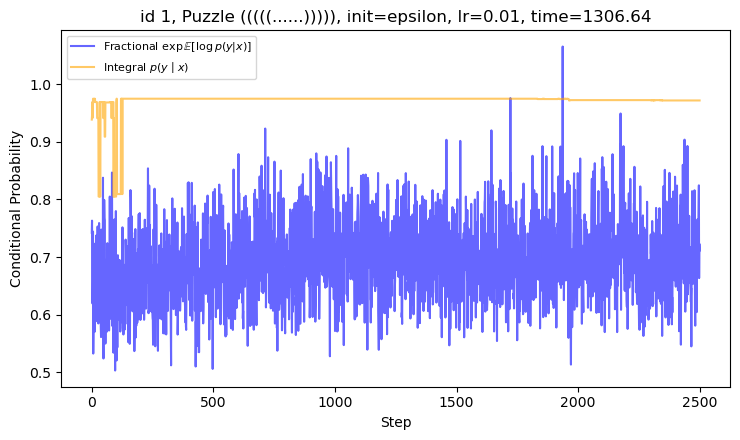 id 1, Puzzle (((((......))))), init=epsilon, lr=0.01, time=1306.64
Fractional exp𝔼[log p(y|x)]
Integral p(y | x)
1.0
0.9
0.8
0.7
0.6
0.5
Conditional Probability
0
500
1000
1500
2000
2500
Step